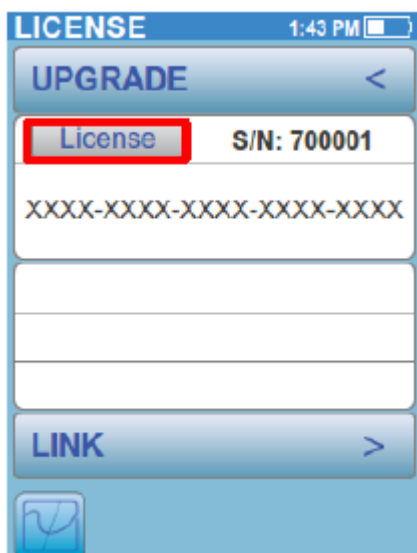 LICENSE 1:43 PM
UPGRADE <
License S/N: 700001
XXXX-XXXX-XXXX-XXXX-XXXX
LINK >